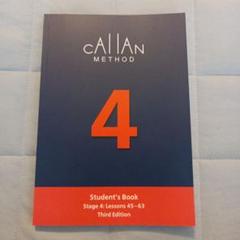 CAllAN
METHOD
4
Student's Book
Stage 4: Lessons 45–63
Third Edition